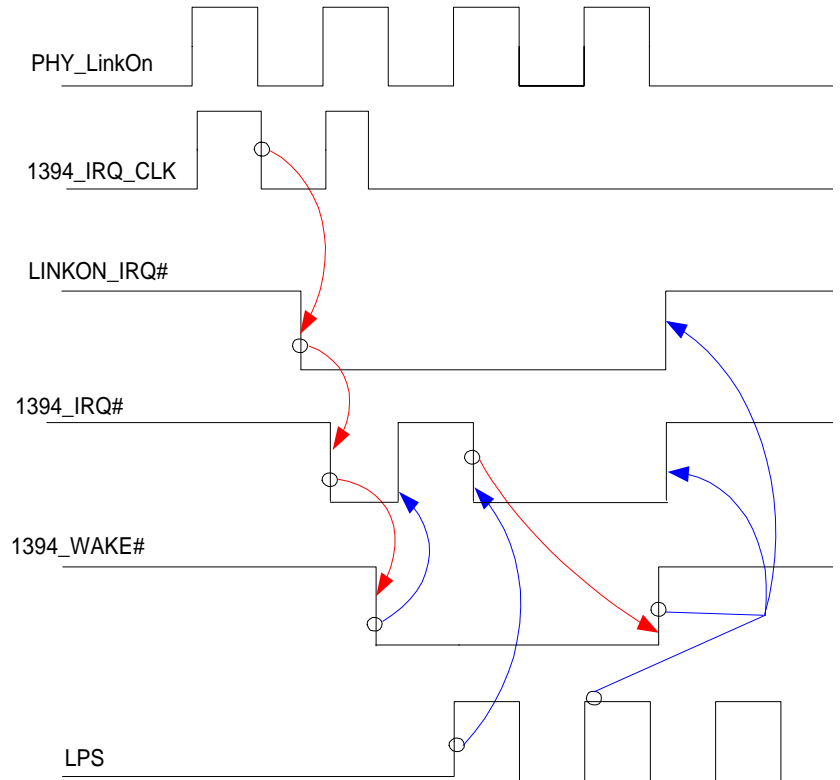 PHY_LinkOn
1394_IRQ_CLK
LINKON_IRQ#
1394_IRQ#
1394_WAKE#
LPS